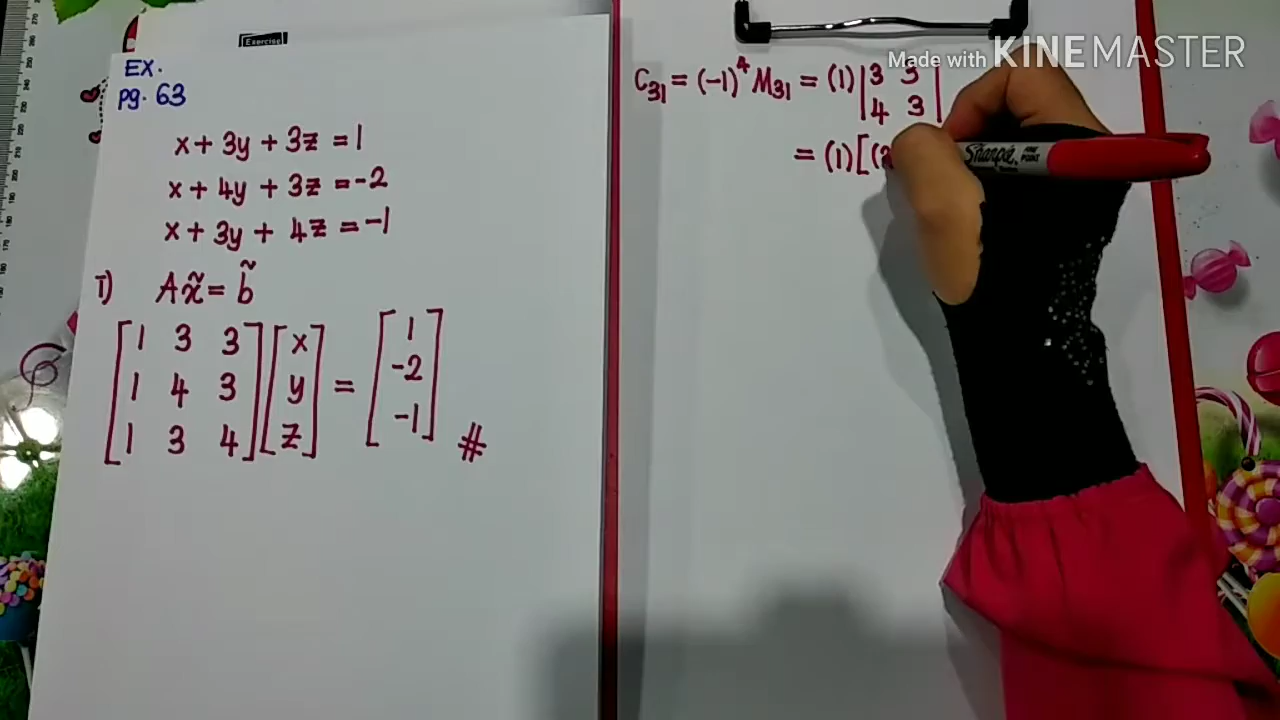 Exercise
EX.
Pg. 63
x + 3y + 3z = 1
x + 4y + 3z = -2
x + 3y + 4z = -1
I) Ax̃ = b̃
[1 3 3] [x] = [1]
[1 4 3] [y] = [-2]
[1 3 4] [z] = [-1] #
Made with KINEMASTER
C₃₁ = (-1)⁴ M₃₁ = (1) |3 3|
|4 3|
= (1)[(
Sharpie FINE POINT